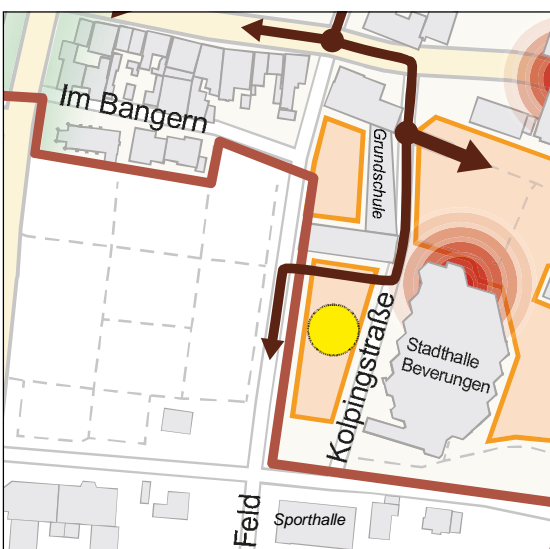 Im Bangern
Grundschule
Kolpingstraße
Stadthalle
Beverungen
Feld
Sporthalle